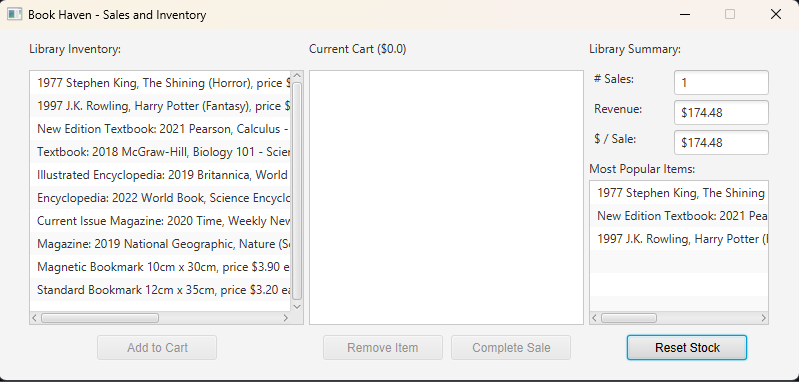 Book Haven - Sales and Inventory
Library Inventory:
1977 Stephen King, The Shining (Horror), price $
1997 J.K. Rowling, Harry Potter (Fantasy), price $
New Edition Textbook: 2021 Pearson, Calculus -
Textbook: 2018 McGraw-Hill, Biology 101 - Scier
Illustrated Encyclopedia: 2019 Britannica, World
Encyclopedia: 2022 World Book, Science Encyclo
Current Issue Magazine: 2020 Time, Weekly New
Magazine: 2019 National Geographic, Nature (Sc
Magnetic Bookmark 10cm x 30cm, price $3.90 e
Standard Bookmark 12cm x 35cm, price $3.20 ea
Add to Cart
Current Cart ($0.0)
Remove Item
Complete Sale
Library Summary:
# Sales:
1
Revenue:
$174.48
$ / Sale:
$174.48
Most Popular Items:
1977 Stephen King, The Shining
New Edition Textbook: 2021 Pea
1997 J.K. Rowling, Harry Potter (
Reset Stock